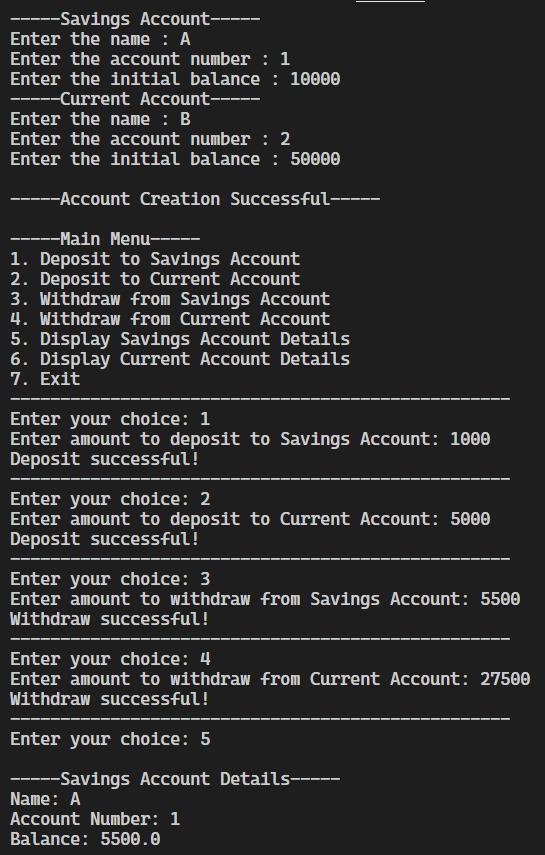 -----Savings Account-----
Enter the name : A
Enter the account number : 1
Enter the initial balance : 10000
-----Current Account-----
Enter the name : B
Enter the account number : 2
Enter the initial balance : 50000
-----Account Creation Successful-----
-----Main Menu-----
1. Deposit to Savings Account
2. Deposit to Current Account
3. Withdraw from Savings Account
4. Withdraw from Current Account
5. Display Savings Account Details
6. Display Current Account Details
7. Exit
--------------------------------------------------
Enter your choice: 1
Enter amount to deposit to Savings Account: 1000
Deposit successful!
--------------------------------------------------
Enter your choice: 2
Enter amount to deposit to Current Account: 5000
Deposit successful!
--------------------------------------------------
Enter your choice: 3
Enter amount to withdraw from Savings Account: 5500
Withdraw successful!
--------------------------------------------------
Enter your choice: 4
Enter amount to withdraw from Current Account: 27500
Withdraw successful!
--------------------------------------------------
Enter your choice: 5
-----Savings Account Details-----
Name: A
Account Number: 1
Balance: 5500.0